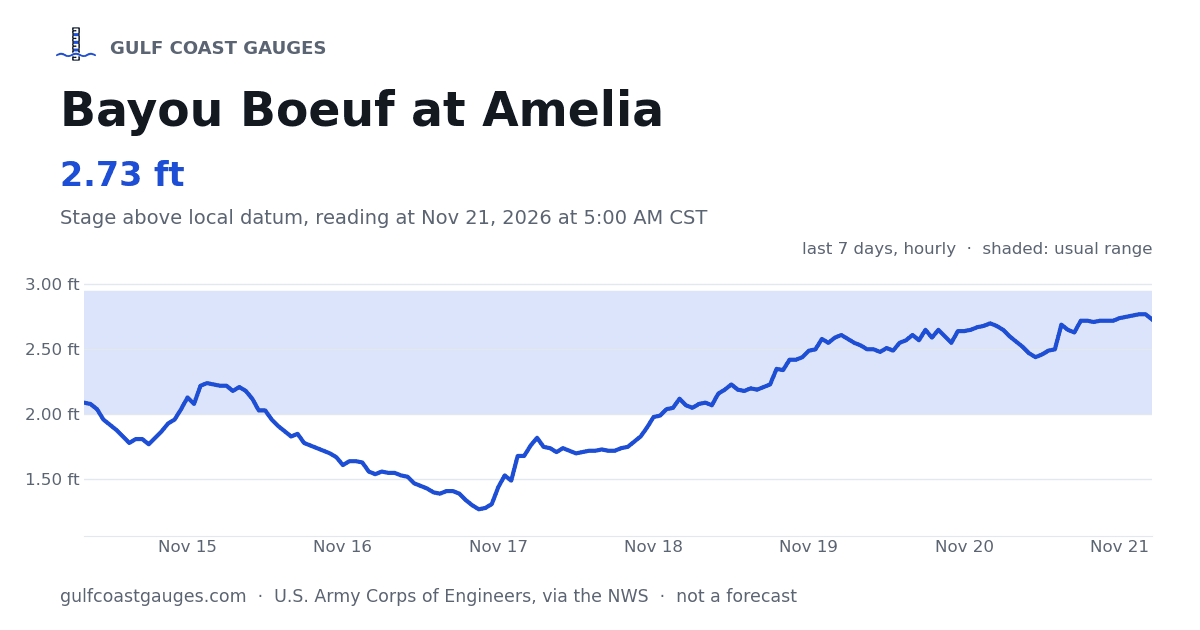 GULF COAST GAUGES
Bayou Boeuf at Amelia
2.73 ft
Stage above local datum, reading at Nov 21, 2026 at 5:00 AM CST
last 7 days, hourly · shaded: usual range
3.00 ft
2.50 ft
2.00 ft
1.50 ft
Nov 15 Nov 16 Nov 17 Nov 18 Nov 19 Nov 20 Nov 21
gulfcoastgauges.com · U.S. Army Corps of Engineers, via the NWS · not a forecast